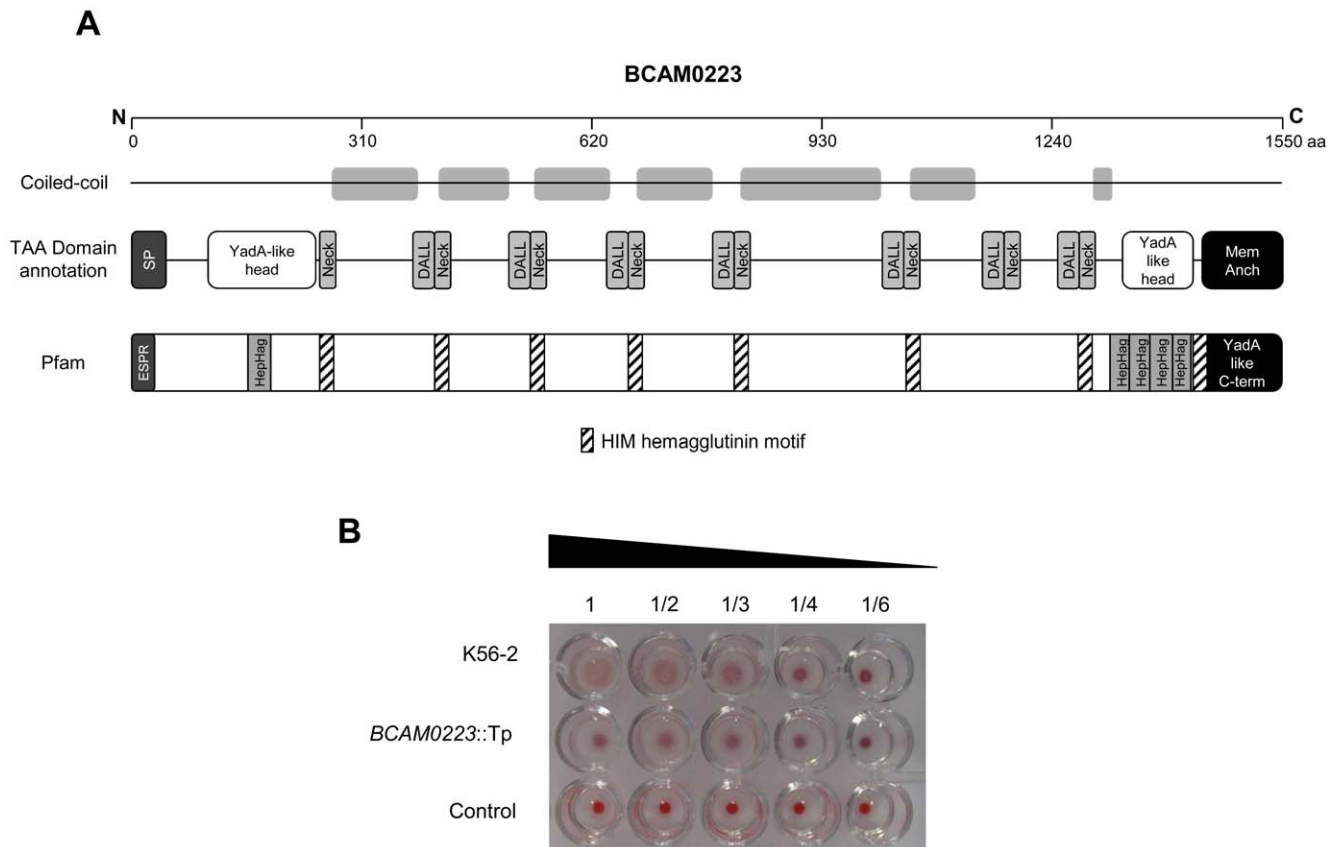 A
BCAM0223
N
C
0
310
620
930
1240
1550 aa
Coiled-coil
TAA Domain
annotation
SP
YadA-like
head
Neck
DALL
Neck
DALL
Neck
DALL
Neck
DALL
Neck
DALL
Neck
DALL
Neck
DALL
Neck
YadA
like
head
Mem
Anch
Pfam
ESPR
HepHag
HepHag
HepHag
HepHag
HepHag
YadA
like
C-term
HIM hemagglutinin motif
B
1 1/2 1/3 1/4 1/6
K56-2
BCAM0223::Tp
Control